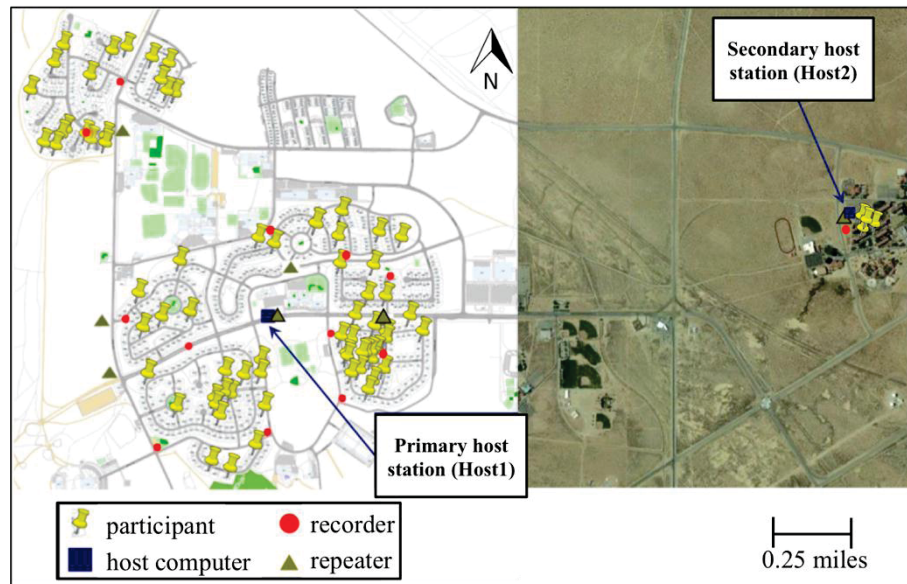 Secondary host
station (Host2)
N
Primary host
station (Host1)
participant
recorder
host computer
repeater
0.25 miles